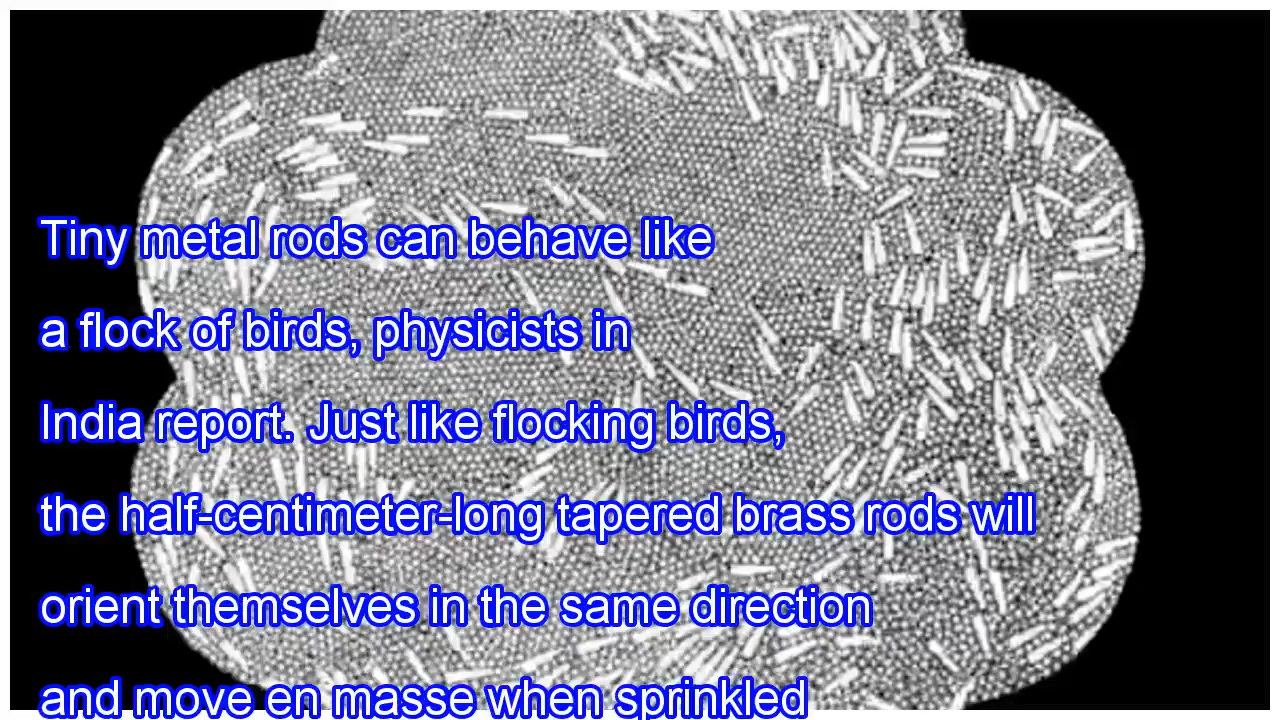 Tiny metal rods can behave like
a flock of birds, physicists in
India report. Just like flocking birds,
the half-centimeter-long tapered brass rods will
orient themselves in the same direction
and move en masse when sprinkled